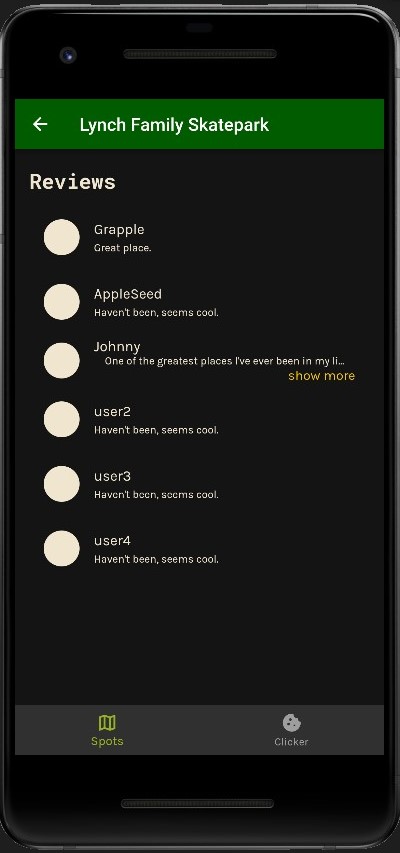 Lynch Family Skatepark
Reviews
Grapple
Great place.
AppleSeed
Haven't been, seems cool.
Johnny
One of the greatest places I've ever been in my li...
show more
user2
Haven't been, seems cool.
user3
Haven't been, seems cool.
user4
Haven't been, seems cool.
Spots
Clicker